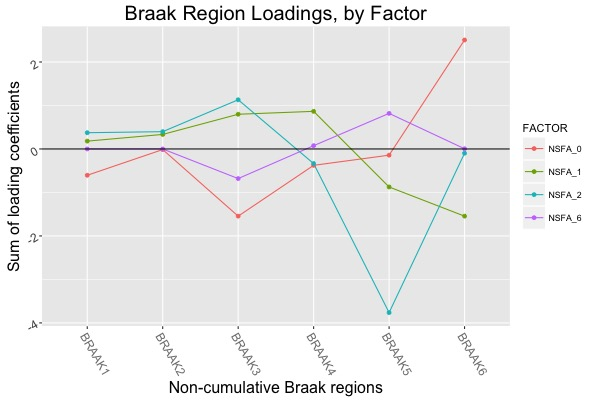 Braak Region Loadings, by Factor
Sum of loading coefficients
2
0
-2
-4
BRAAK1
BRAAK2
BRAAK3
BRAAK4
BRAAK5
BRAAK6
Non-cumulative Braak regions
FACTOR
NSFA_0
NSFA_1
NSFA_2
NSFA_6